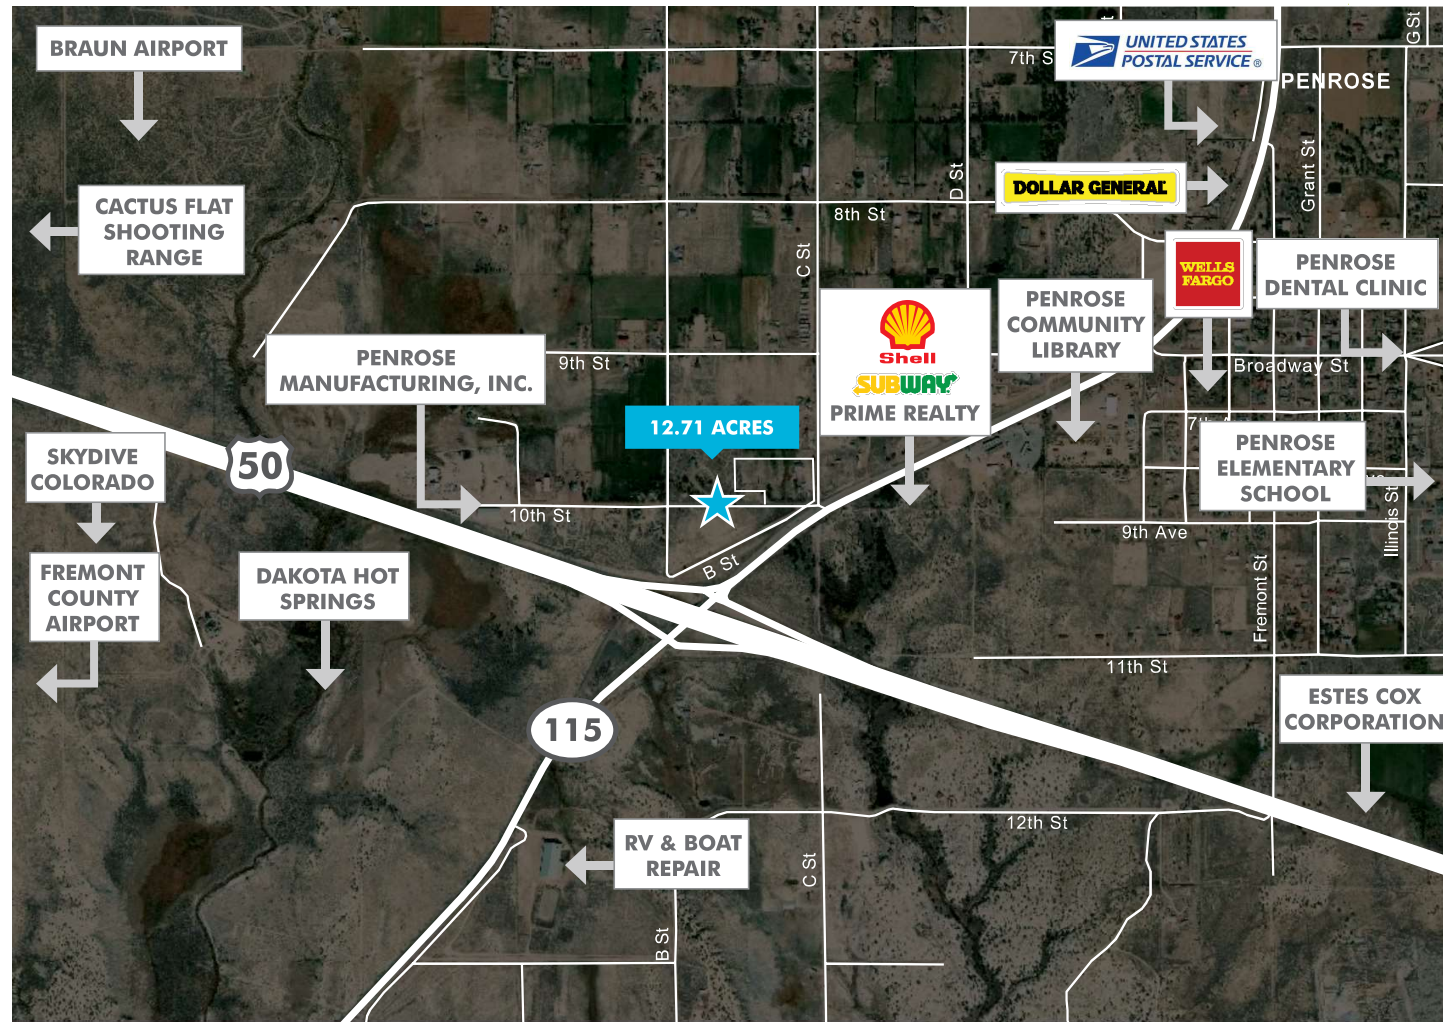 BRAUN AIRPORT
UNITED STATES
POSTAL SERVICE ®
7th S
G St
PENROSE
CACTUS FLAT
SHOOTING
RANGE
DOLLAR GENERAL
D St
Grant St
8th St
C St
WELLS
FARGO
PENROSE
DENTAL CLINIC
PENROSE
COMMUNITY
LIBRARY
Shell
SUBWAY
PRIME REALTY
PENROSE
MANUFACTURING, INC.
9th St
Broadway St
12.71 ACRES
7th
SKYDIVE
COLORADO
50
PENROSE
ELEMENTARY
SCHOOL
10th St
9th Ave
Illinois St
FREMONT
COUNTY
AIRPORT
DAKOTA HOT
SPRINGS
B St
Fremont St
11th St
115
ESTES COX
CORPORATION
12th St
RV & BOAT
REPAIR
C St
B St